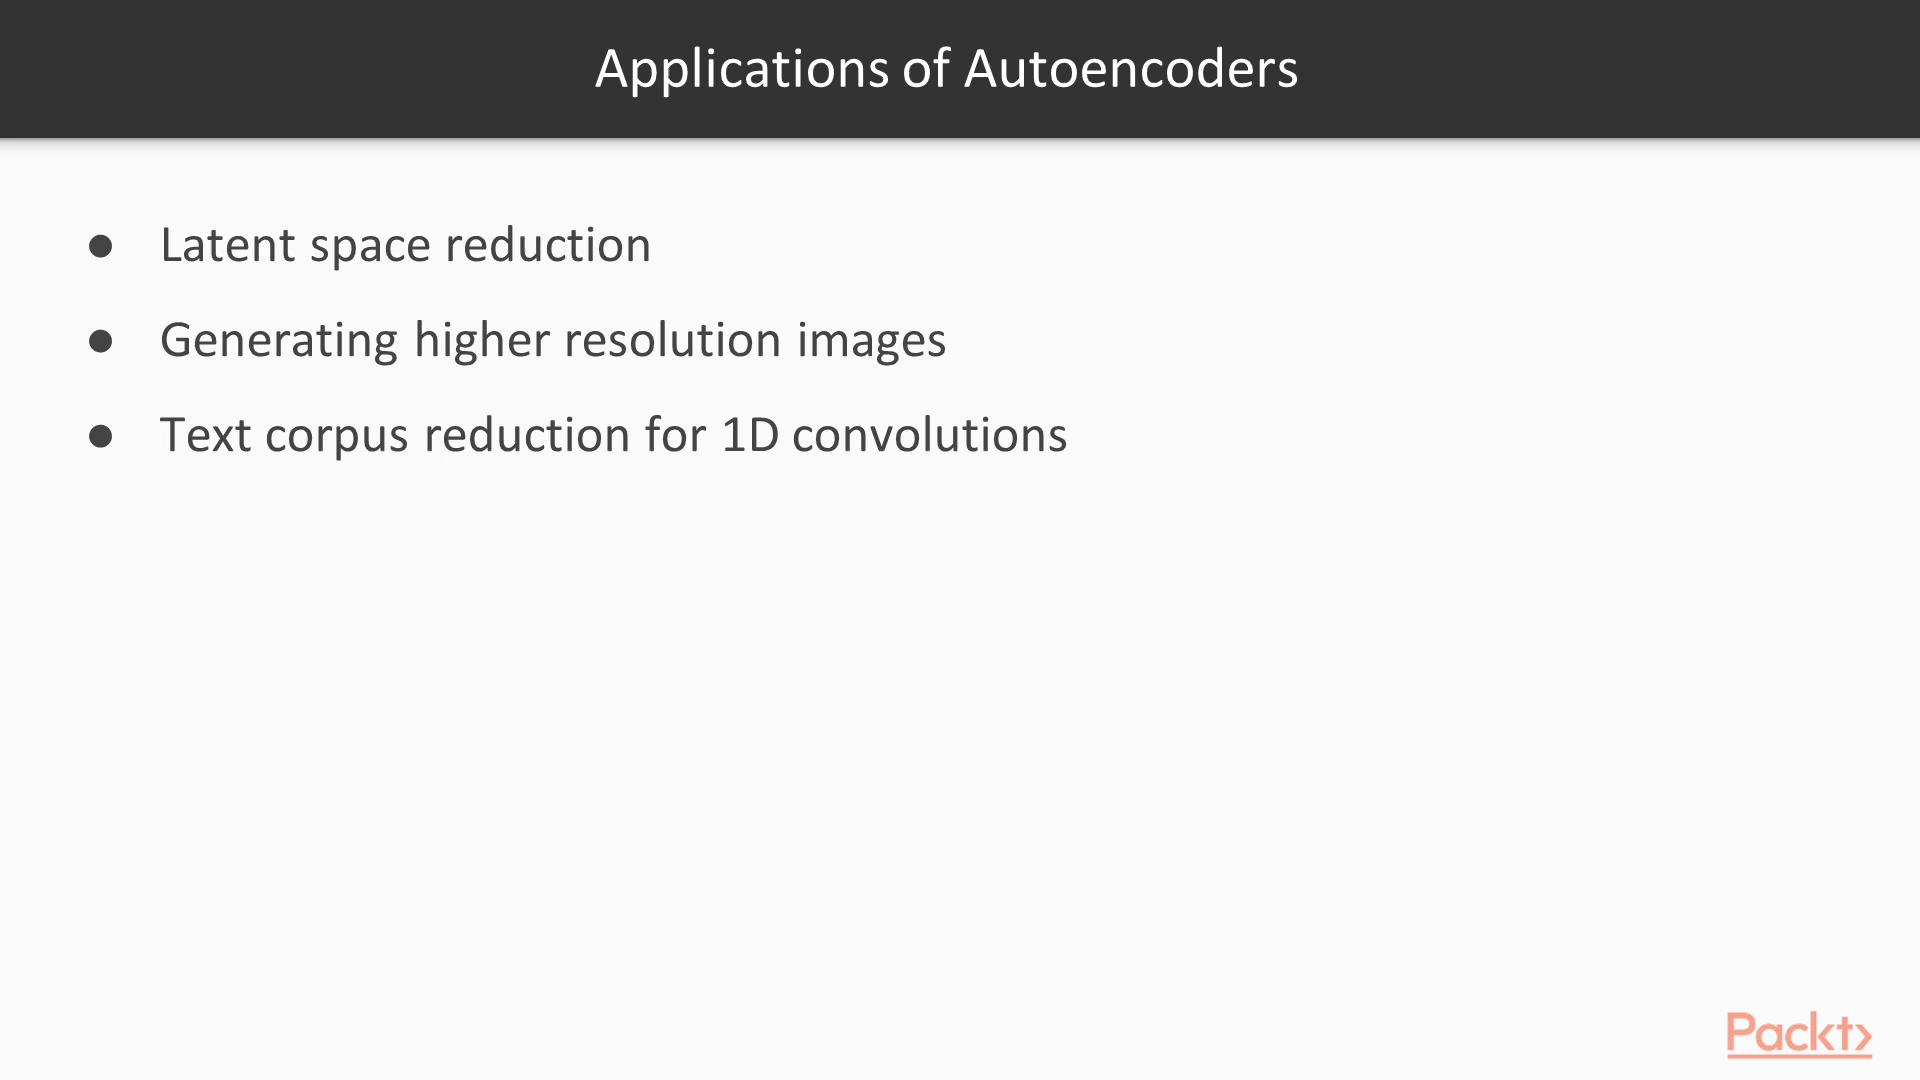 Applications of Autoencoders
● Latent space reduction
● Generating higher resolution images
● Text corpus reduction for 1D convolutions
Packt>